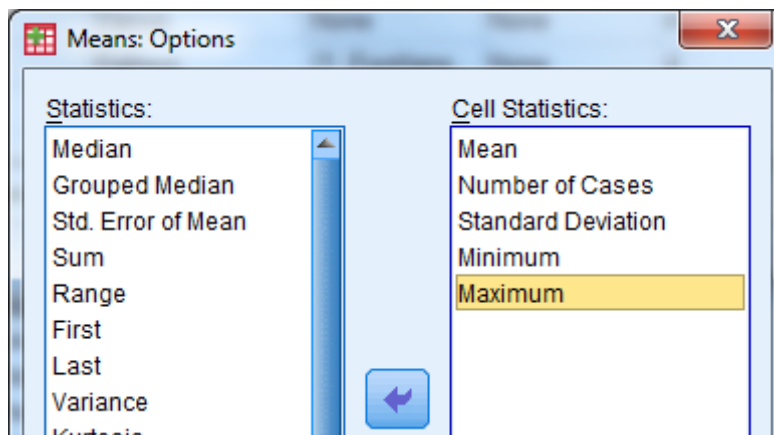 Means: Options
Statistics:
Median
Grouped Median
Std. Error of Mean
Sum
Range
First
Last
Variance
Kurtosis
Cell Statistics:
Mean
Number of Cases
Standard Deviation
Minimum
Maximum